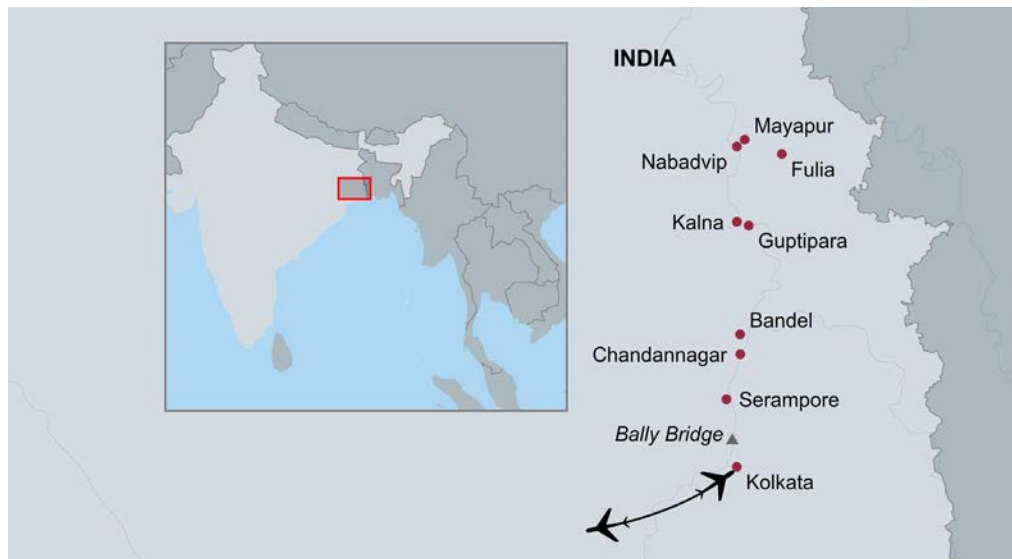 INDIA
Mayapur
Nabadvip
Fulia
Kalna
Guptipara
Bandel
Chandannagar
Serampore
Bally Bridge
Kolkata